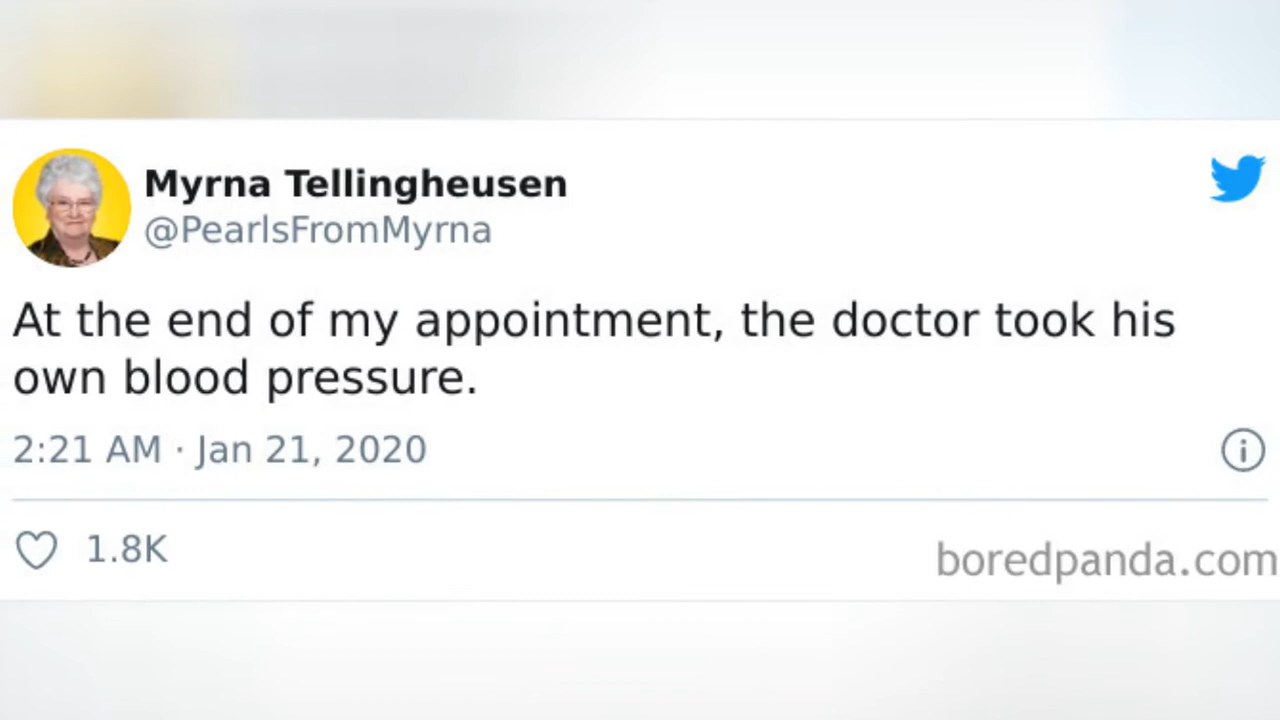 Myrna Tellingheusen
@PearlsFromMyrna
At the end of my appointment, the doctor took his
own blood pressure.
2:21 AM · Jan 21, 2020
1.8K
boredpanda.com